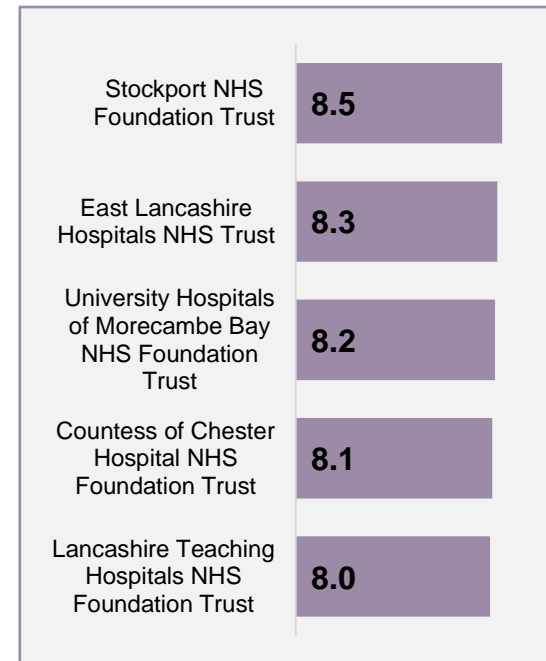 Stockport NHS
Foundation Trust
8.5
East Lancashire
Hospitals NHS Trust
8.3
University Hospitals
of Morecambe Bay
NHS Foundation
Trust
8.2
Countess of Chester
Hospital NHS
Foundation Trust
8.1
Lancashire Teaching
Hospitals NHS
Foundation Trust
8.0